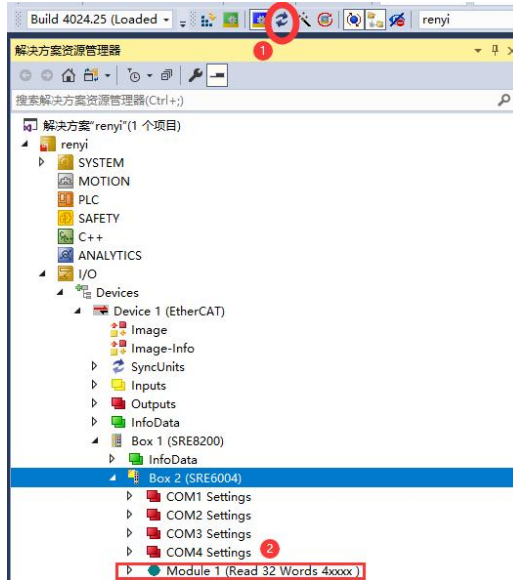 Build 4024.25 (Loaded
renyi
1
解决方案资源管理器
搜索解决方案资源管理器(Ctrl+;)
解决方案"renyi"(1 个项目)
renyi
SYSTEM
MOTION
PLC
SAFETY
C++
ANALYTICS
I/O
Devices
Device 1 (EtherCAT)
Image
Image-Info
SyncUnits
Inputs
Outputs
InfoData
Box 1 (SRE8200)
InfoData
Box 2 (SRE6004)
COM1 Settings
COM2 Settings
COM3 Settings
COM4 Settings
2
Module 1 (Read 32 Words 4xxxx )